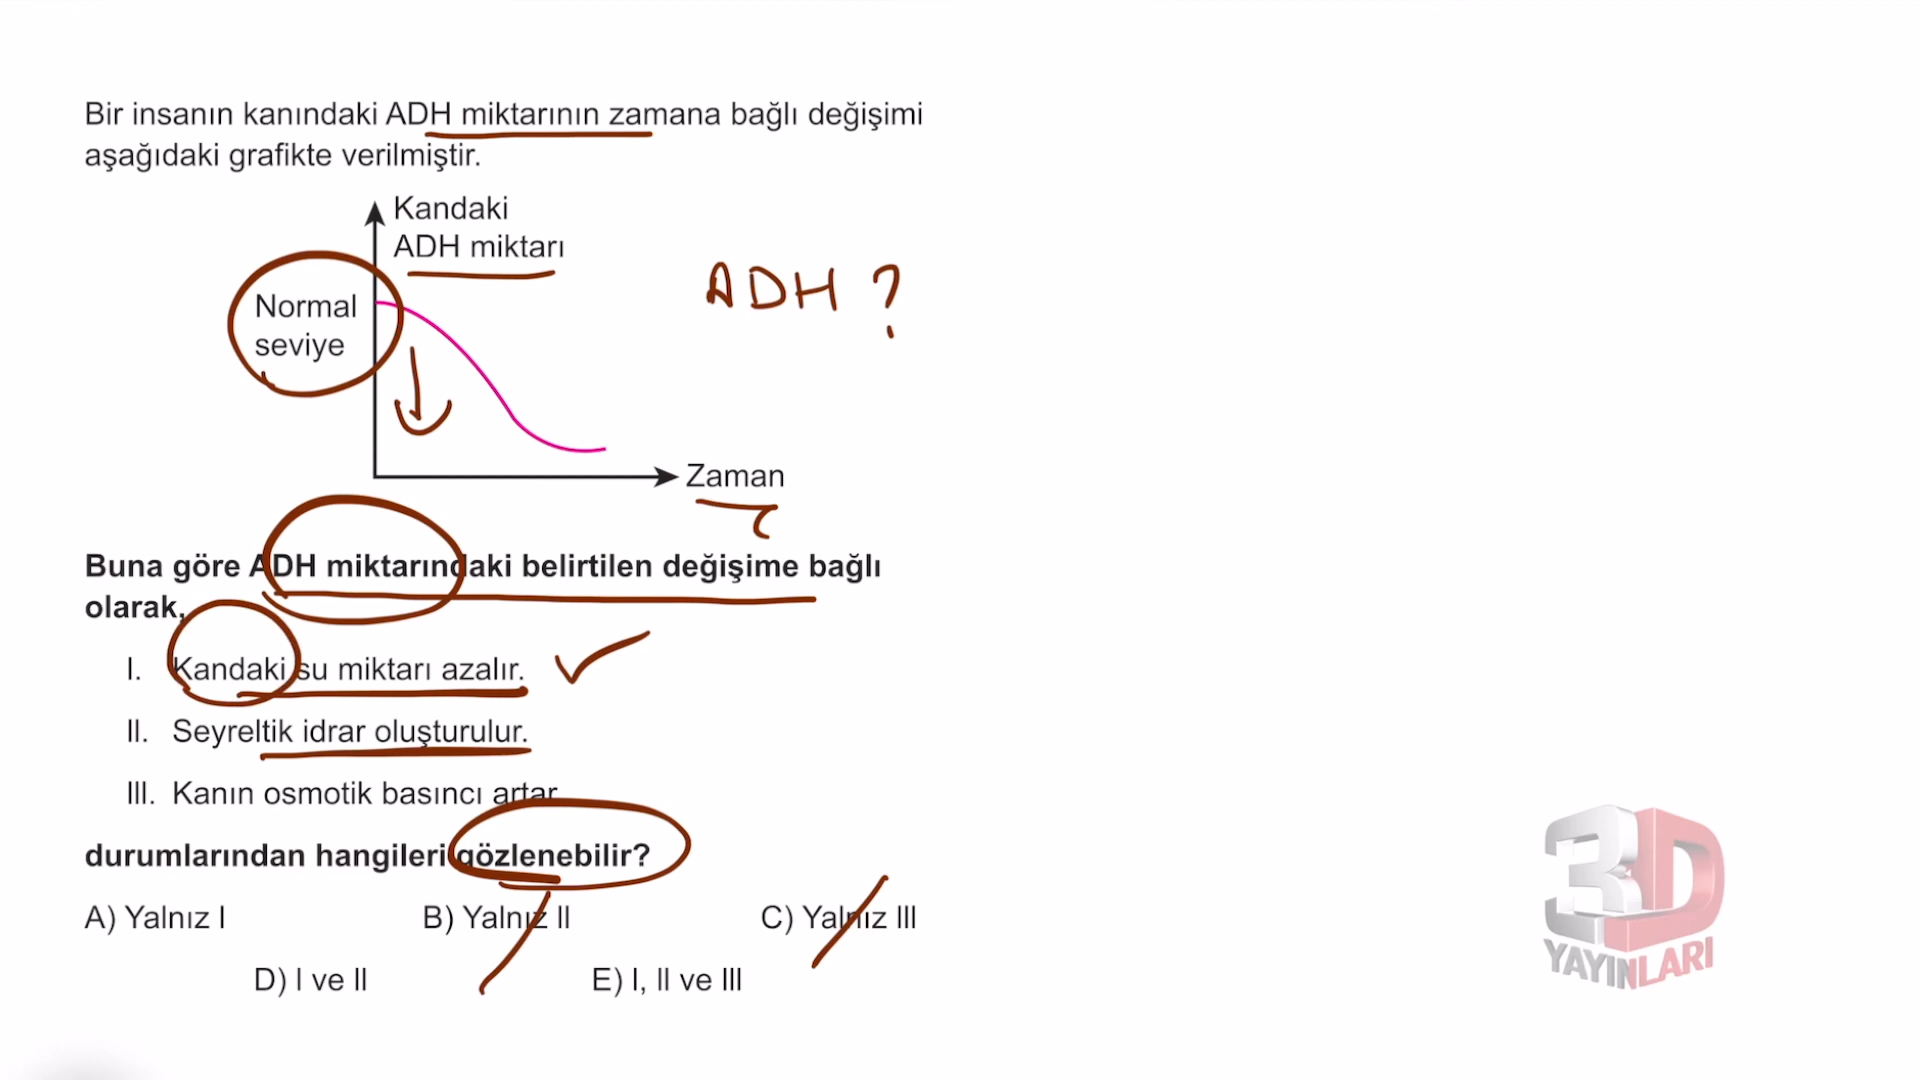 Bir insanın kanındaki ADH miktarının zamana bağlı değişimi
aşağıdaki grafikte verilmiştir.
Kandaki
ADH miktarı
Normal
seviye
ADH ?
Zaman
Buna göre ADH miktarındaki belirtilen değişime bağlı
olarak,
I. Kandaki su miktarı azalır.
II. Seyreltik idrar oluşturulur.
III. Kanın osmotik basıncı artar
durumlarından hangileri gözlenebilir?
A) Yalnız I B) Yalnız II C) Yalnız III
D) I ve II E) I, II ve III
3D
YAYINLARI